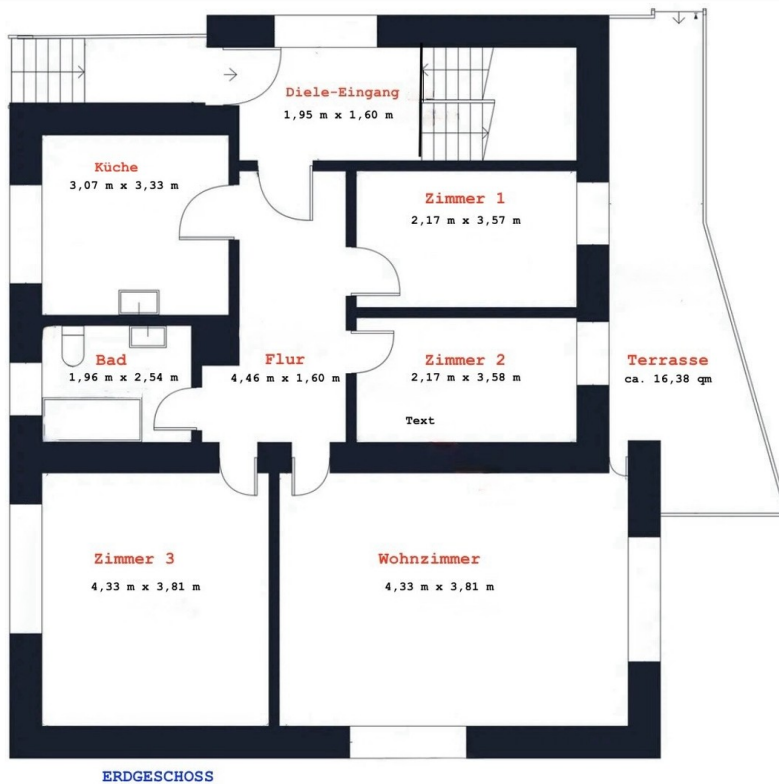 Diele-Eingang
1,95 m x 1,60 m
Küche
3,07 m x 3,33 m
Zimmer 1
2,17 m x 3,57 m
Bad
1,96 m x 2,54 m
Flur
4,46 m x 1,60 m
Zimmer 2
2,17 m x 3,58 m
Text
Terrasse
ca. 16,38 qm
Zimmer 3
4,33 m x 3,81 m
Wohnzimmer
4,33 m x 3,81 m
ERDGESCHOSS